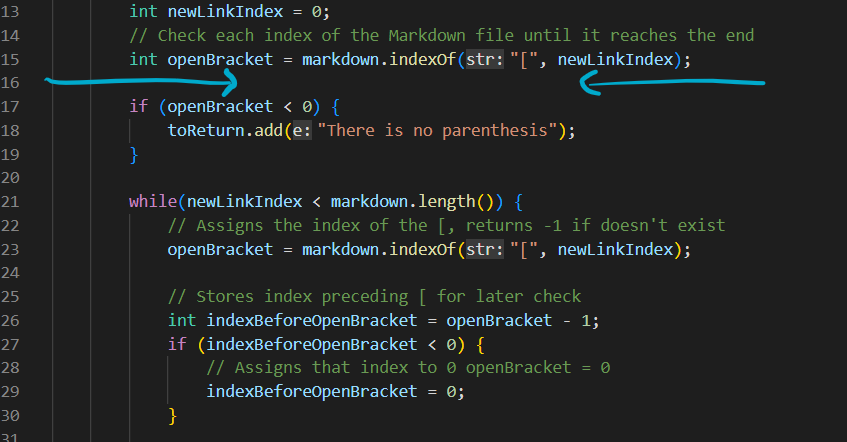 13 int newLinkIndex = 0;
14 // Check each index of the Markdown file until it reaches the end
15 int openBracket = markdown.indexOf(str: "[", newLinkIndex);
16
17 if (openBracket < 0) {
18 toReturn.add(e: "There is no parenthesis");
19 }
20
21 while(newLinkIndex < markdown.length()) {
22 // Assigns the index of the [, returns -1 if doesn't exist
23 openBracket = markdown.indexOf(str: "[", newLinkIndex);
24
25 // Stores index preceding [ for later check
26 int indexBeforeOpenBracket = openBracket - 1;
27 if (indexBeforeOpenBracket < 0) {
28 // Assigns that index to 0 openBracket = 0
29 indexBeforeOpenBracket = 0;
30 }
31